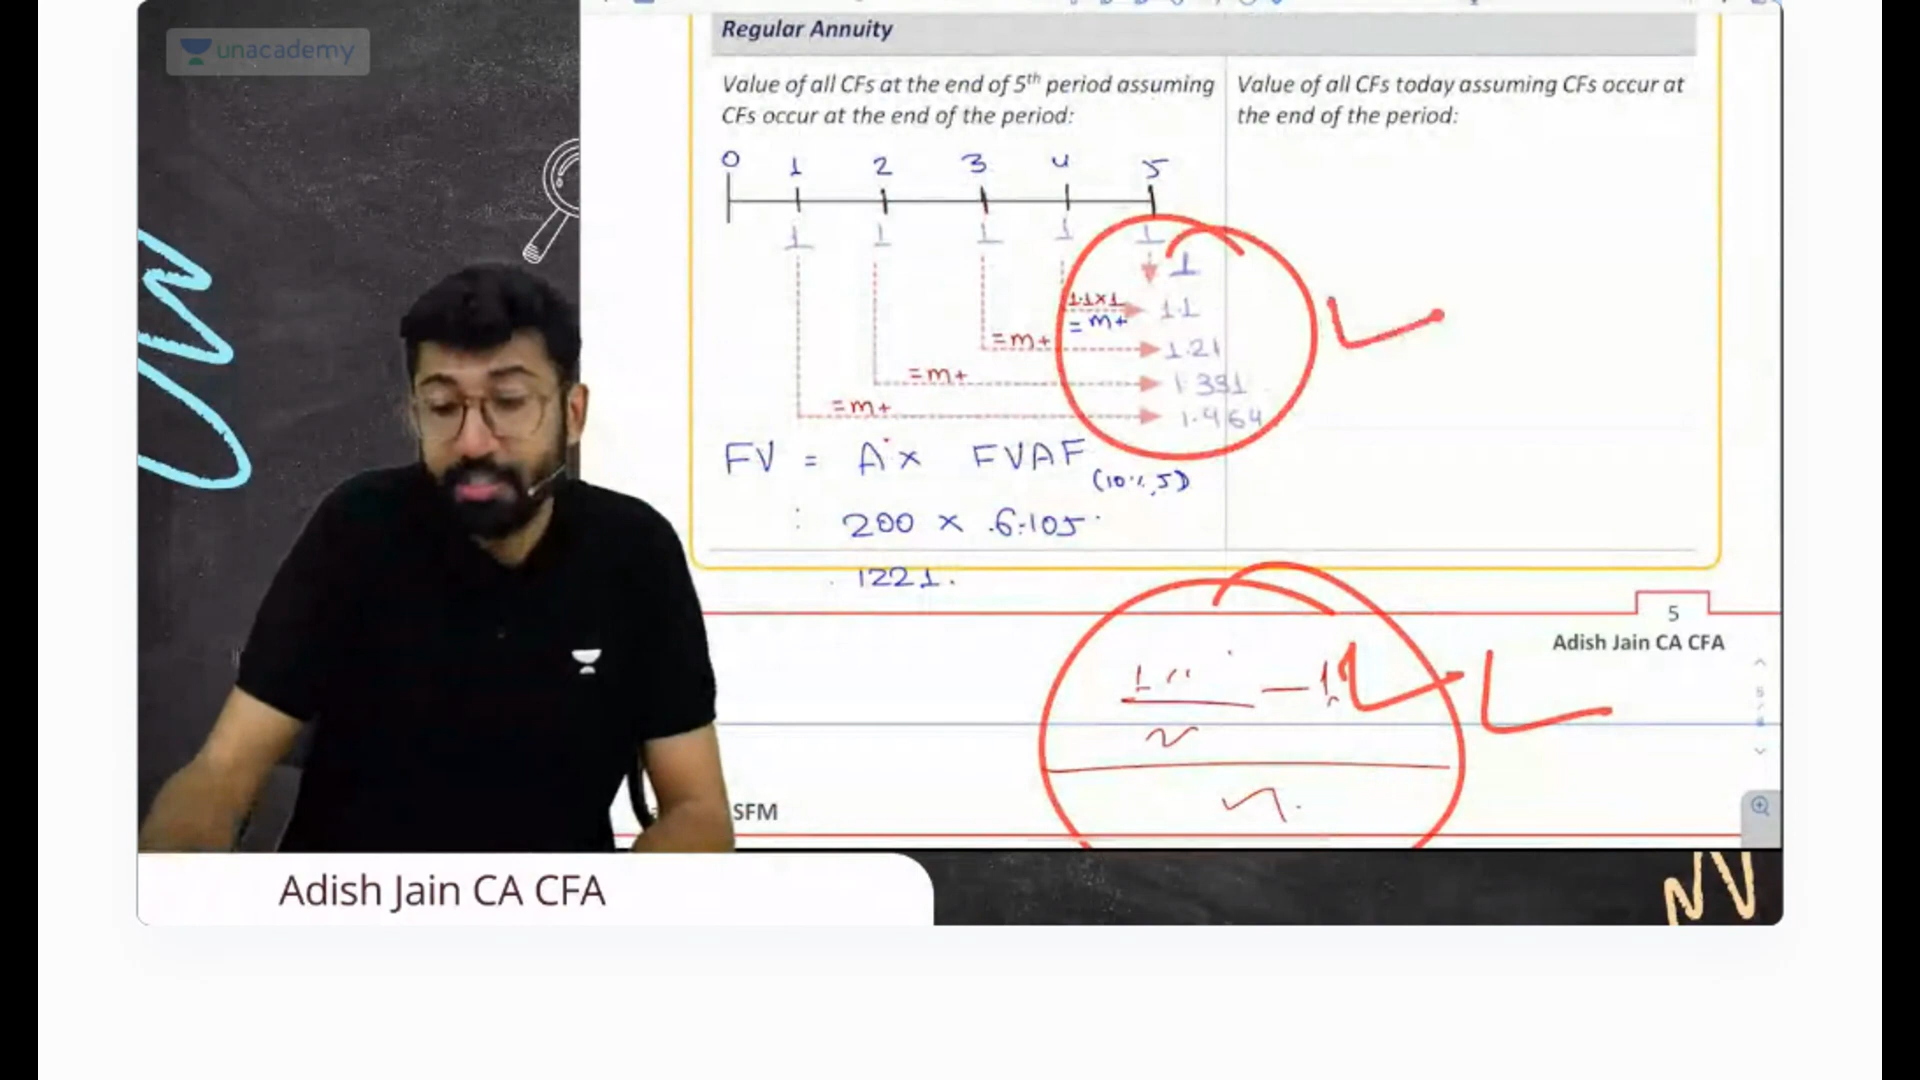 unacademy
Regular Annuity
Value of all CFs at the end of 5th period assuming
CFs occur at the end of the period:
Value of all CFs today assuming CFs occur at
the end of the period:
0 1 2 3 4 5
1 1 1 1 1
1
1.1×1
1.1
= m+
= m+
1.21
= m+
1.331
= m+
1.464
FV = A × FVAF
(10%, 5)
: 200 × 6.105
1221.
5
Adish Jain CA CFA
SFM
Adish Jain CA CFA